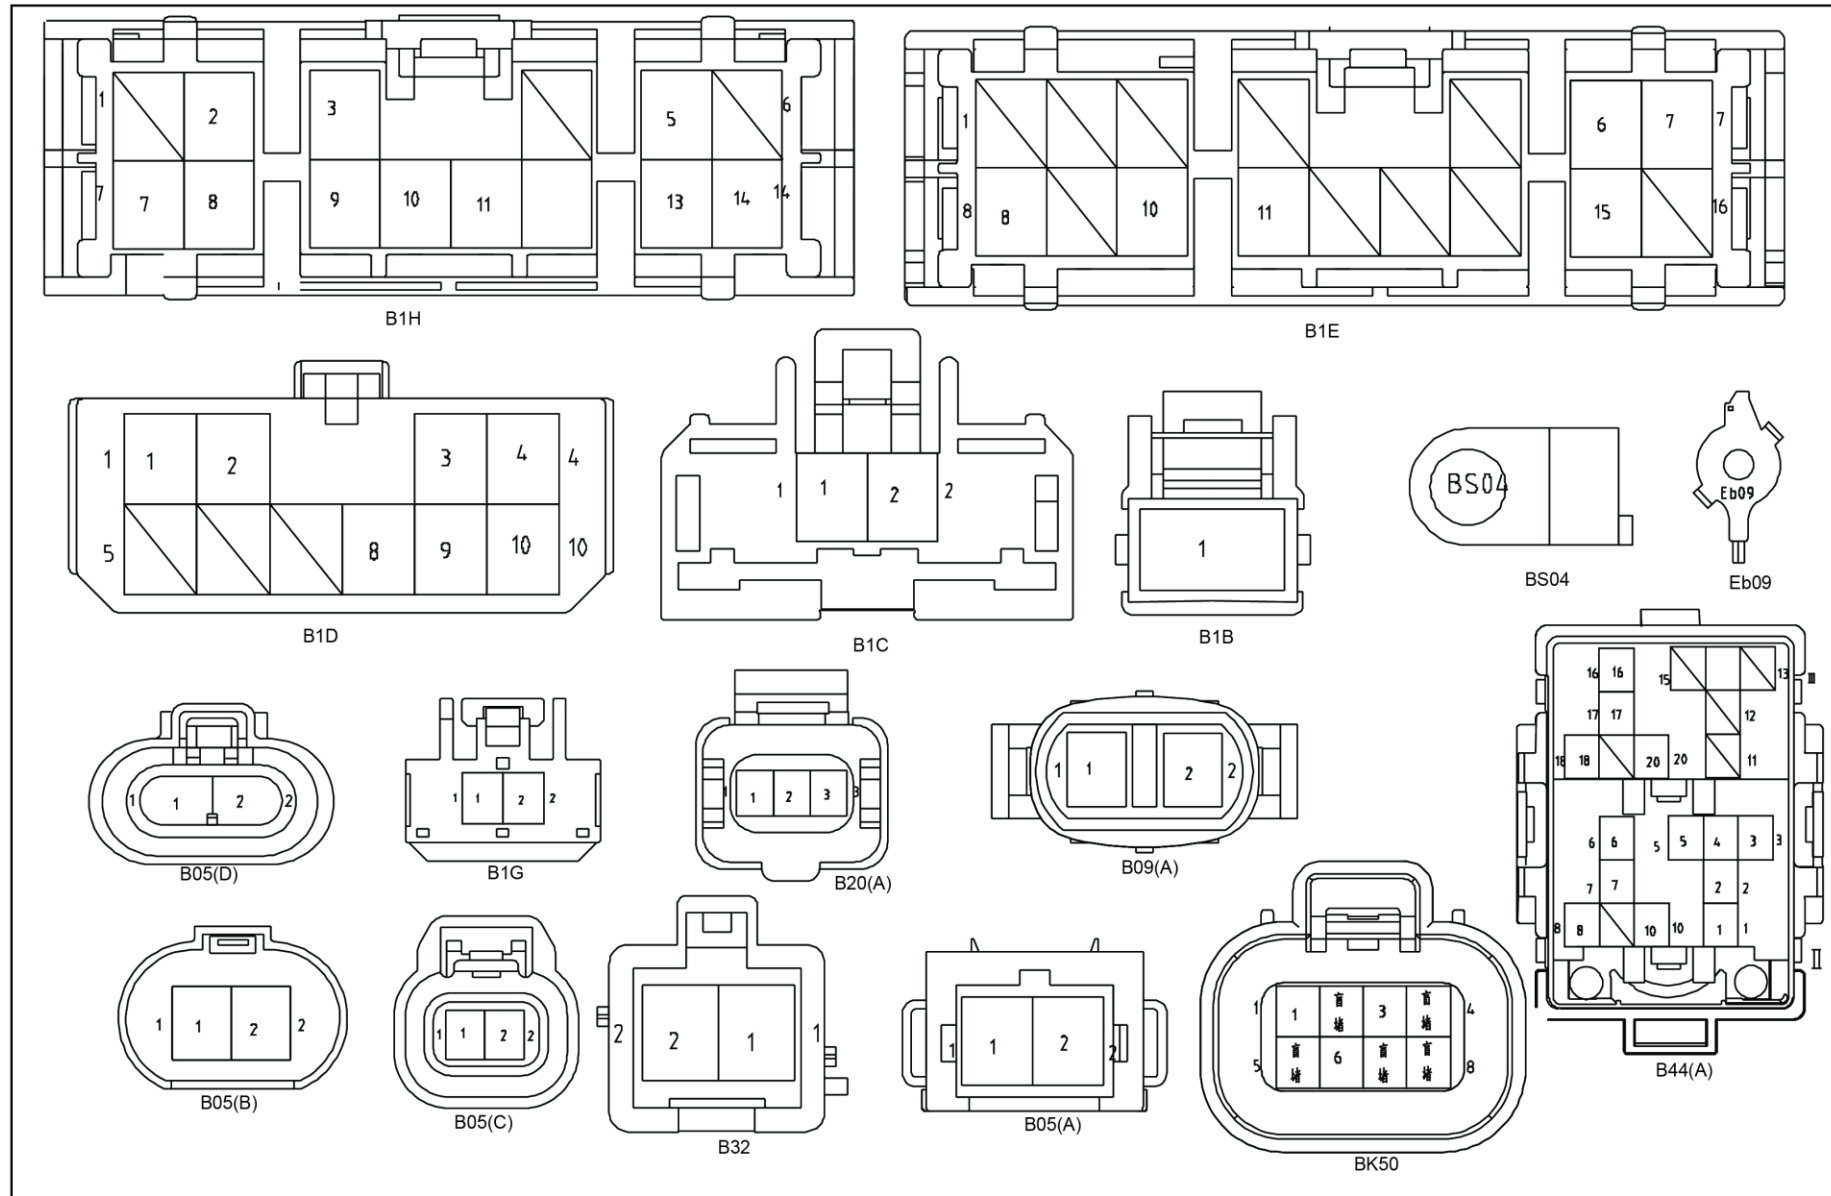 1 2 3 5 6
7 7 8 9 10 11 13 14 14
B1H
1 6 7 7
8 8 10 11 15 16
B1E
1 1 2 3 4 4
5 8 9 10 10
B1D
1 1 2 2
B1C
1
B1B
BS04
BS04
Eb09
Eb09
1 1 2 2
B05(D)
1 1 2 2
B1G
1 1 2 3 3
B20(A)
1 1 2 2
B09(A)
16 16 15 13 Ⅲ
17 17 12
18 18 20 20 11
6 6 5 5 4 3 3
7 7 2 2
8 8 10 10 1 1
Ⅱ
B44(A)
1 1 2 2
B05(B)
1 1 2 2
B05(C)
2 2 1 1
B32
1 1 2 2
B05(A)
1 1 盲堵 3 盲堵 4
5 盲堵 6 盲堵 盲堵 8
BK50